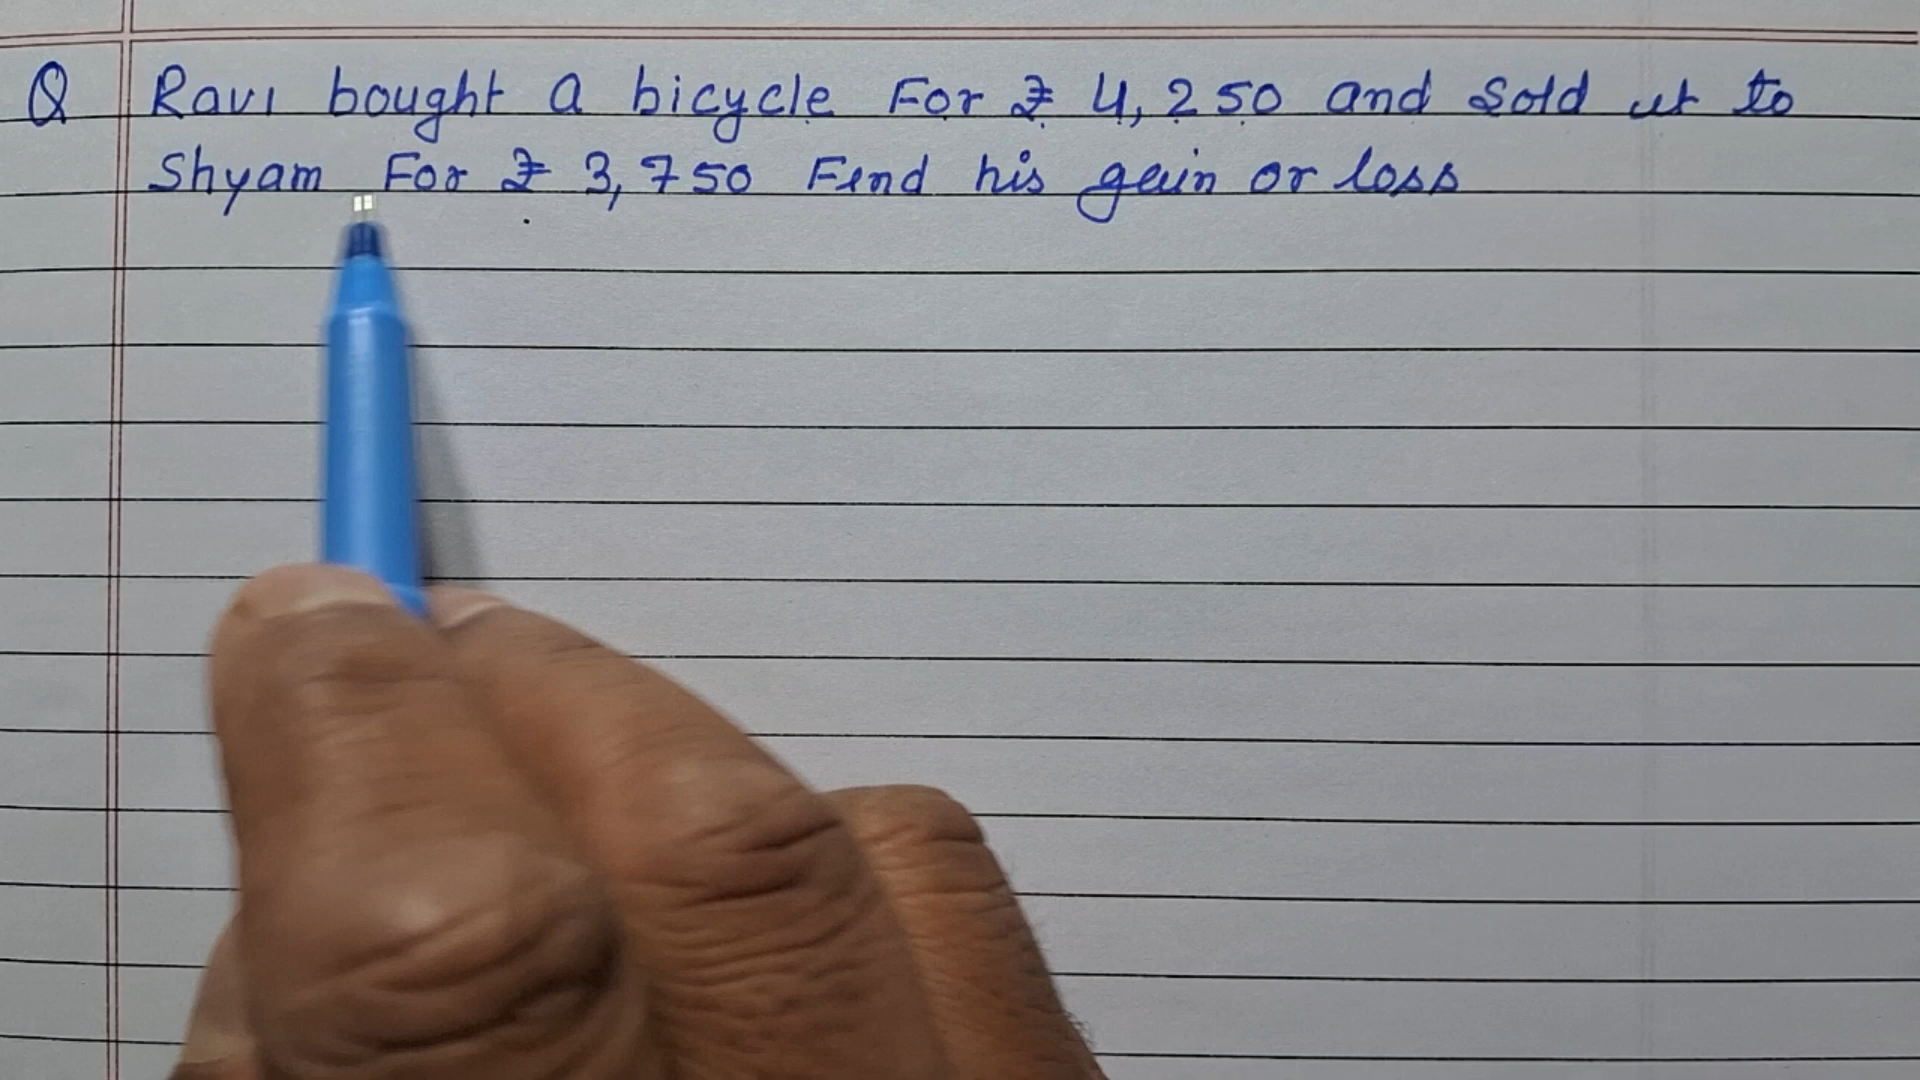 Q Ravi bought a bicycle For ₹ 4,250 and sold it to
Shyam For ₹ 3,750 Find his gain or loss